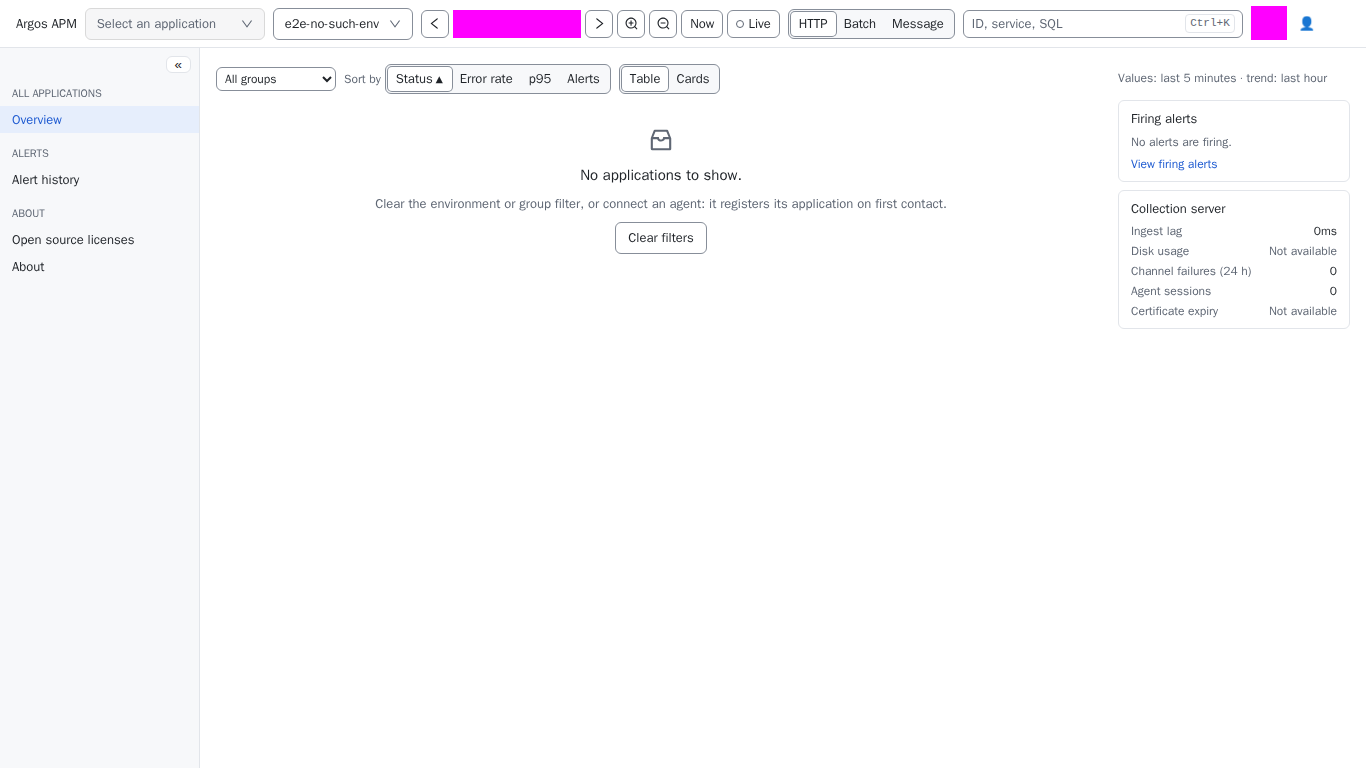 Argos APM
Select an application
e2e-no-such-env
Now
Live
HTTP
Batch
Message
ID, service, SQL
Ctrl+K
«
ALL APPLICATIONS
Overview
ALERTS
Alert history
ABOUT
Open source licenses
About
All groups
Sort by
Status▲
Error rate
p95
Alerts
Table
Cards
No applications to show.
Clear the environment or group filter, or connect an agent: it registers its application on first contact.
Clear filters
Values: last 5 minutes · trend: last hour
Firing alerts
No alerts are firing.
View firing alerts
Collection server
Ingest lag 0ms
Disk usage Not available
Channel failures (24 h) 0
Agent sessions 0
Certificate expiry Not available